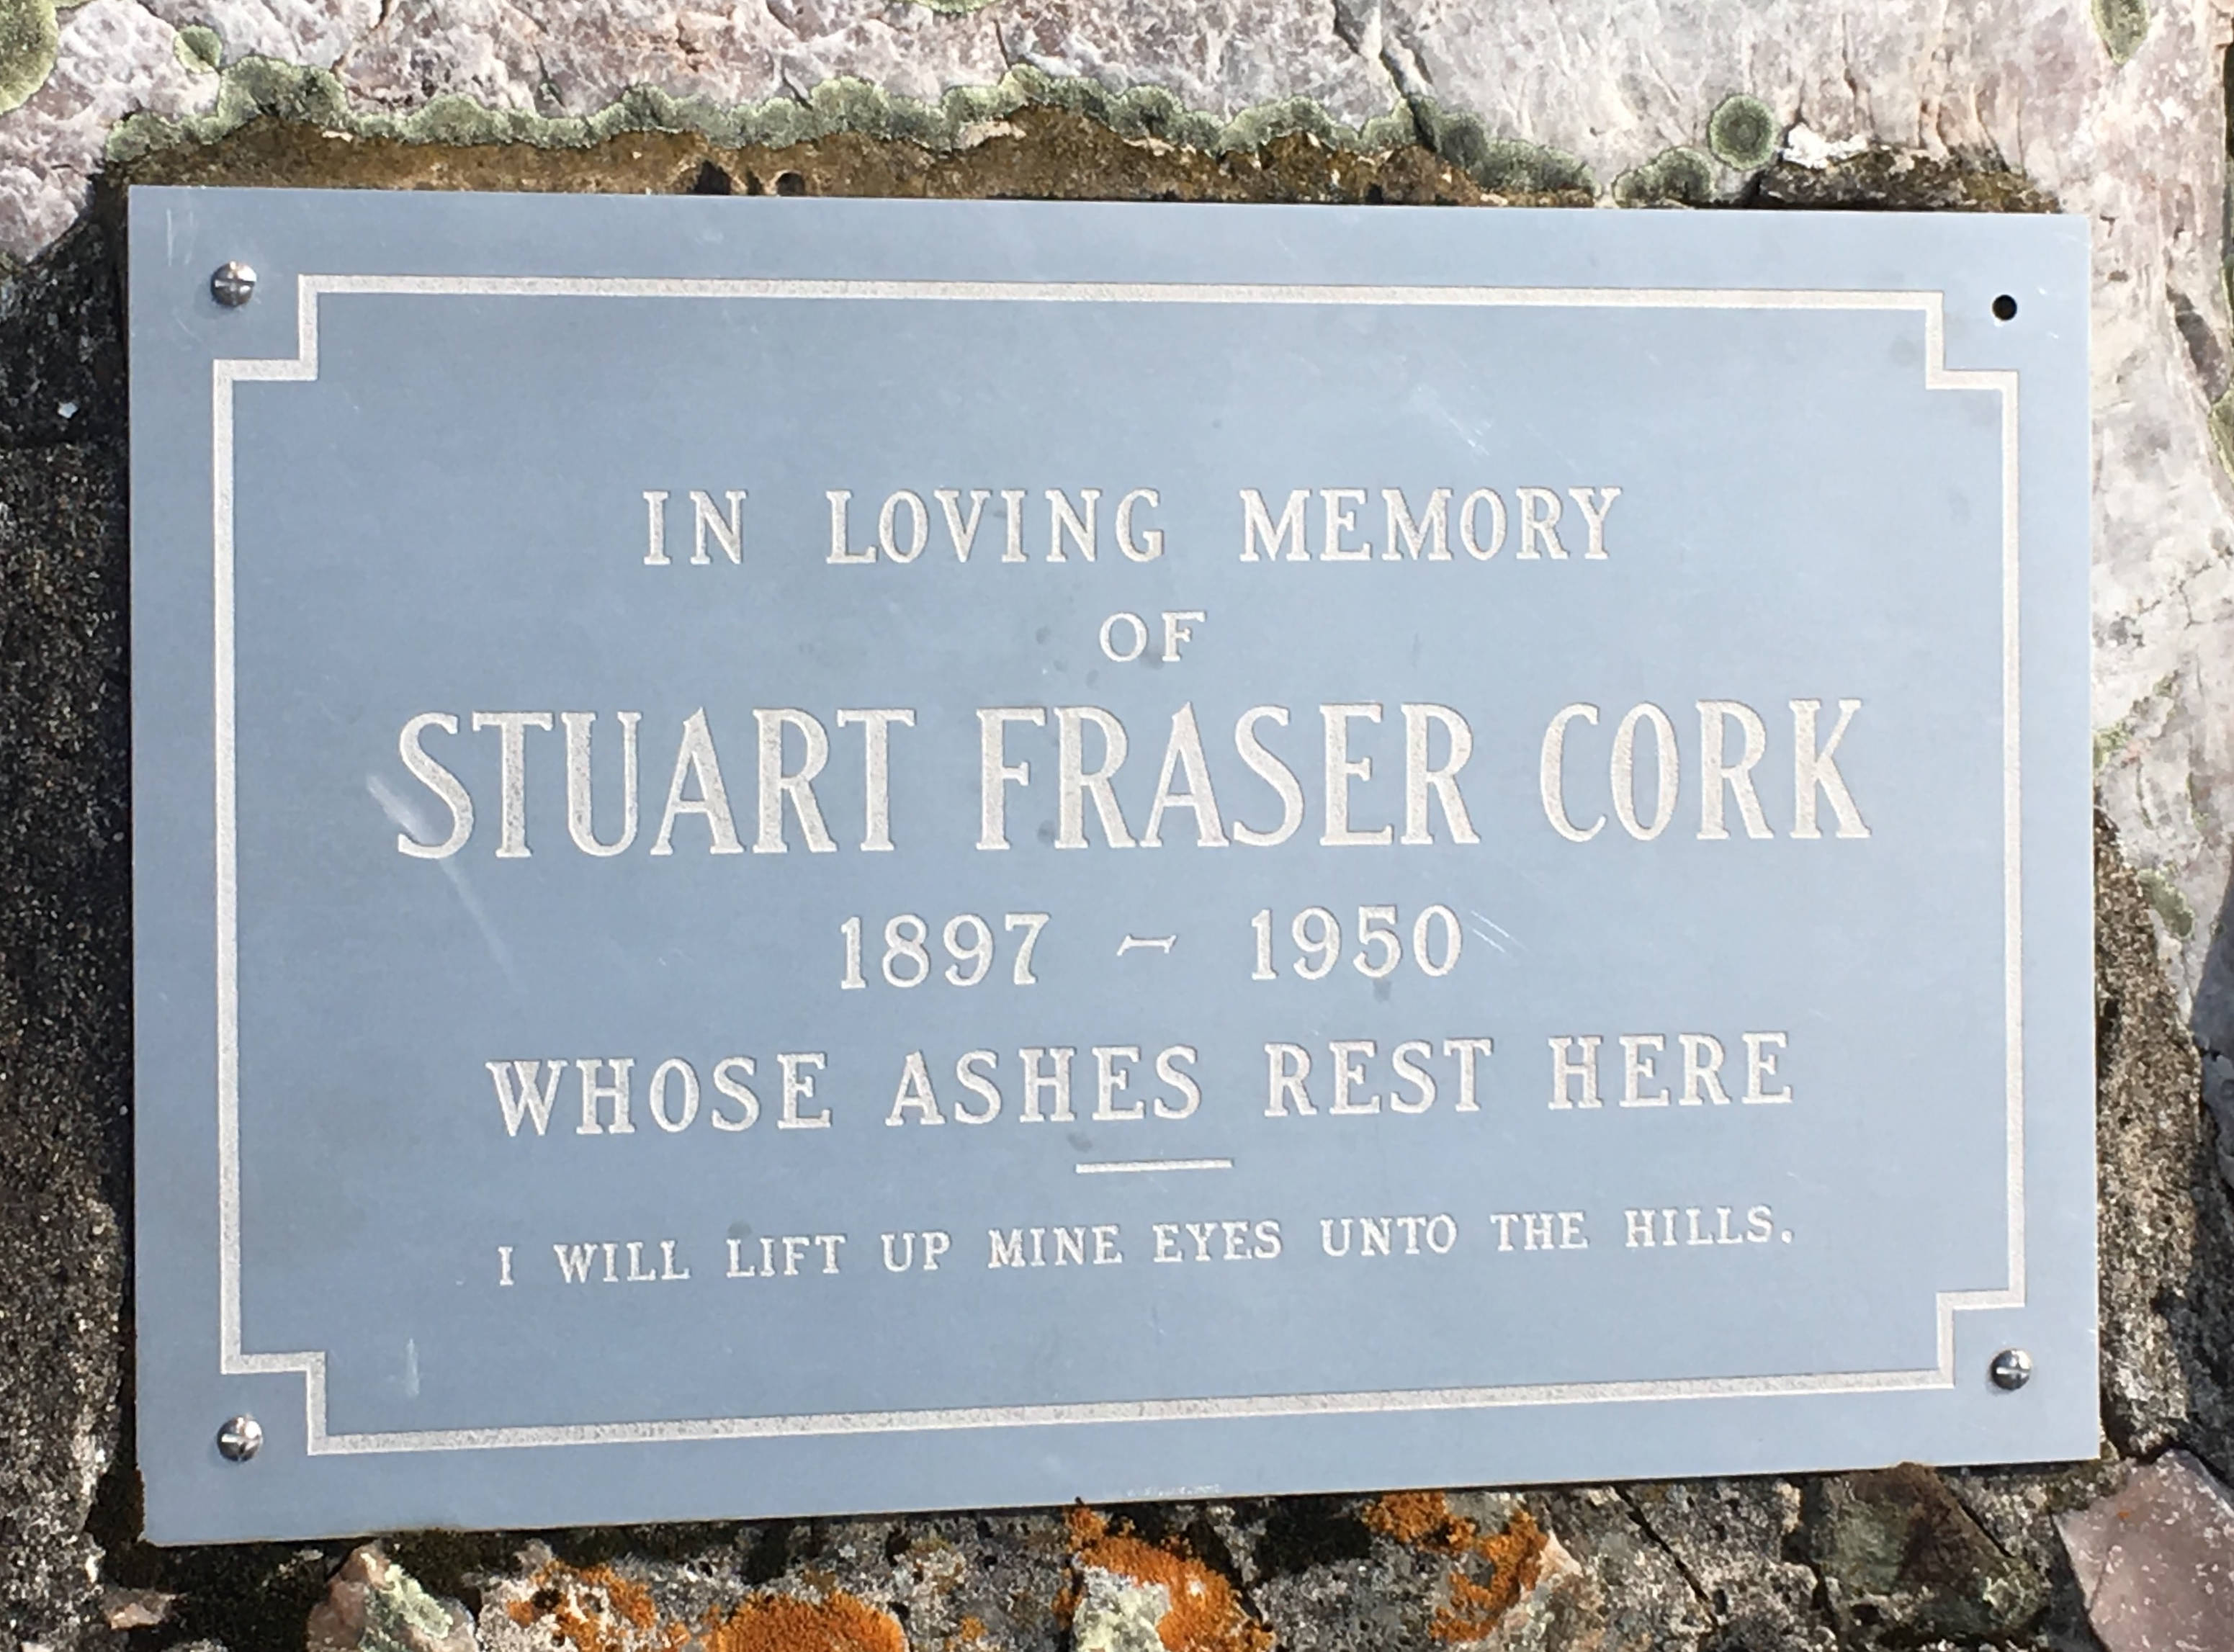 IN LOVING MEMORY
OF
STUART FRASER CORK
1897 ~ 1950
WHOSE ASHES REST HERE
I WILL LIFT UP MINE EYES UNTO THE HILLS.